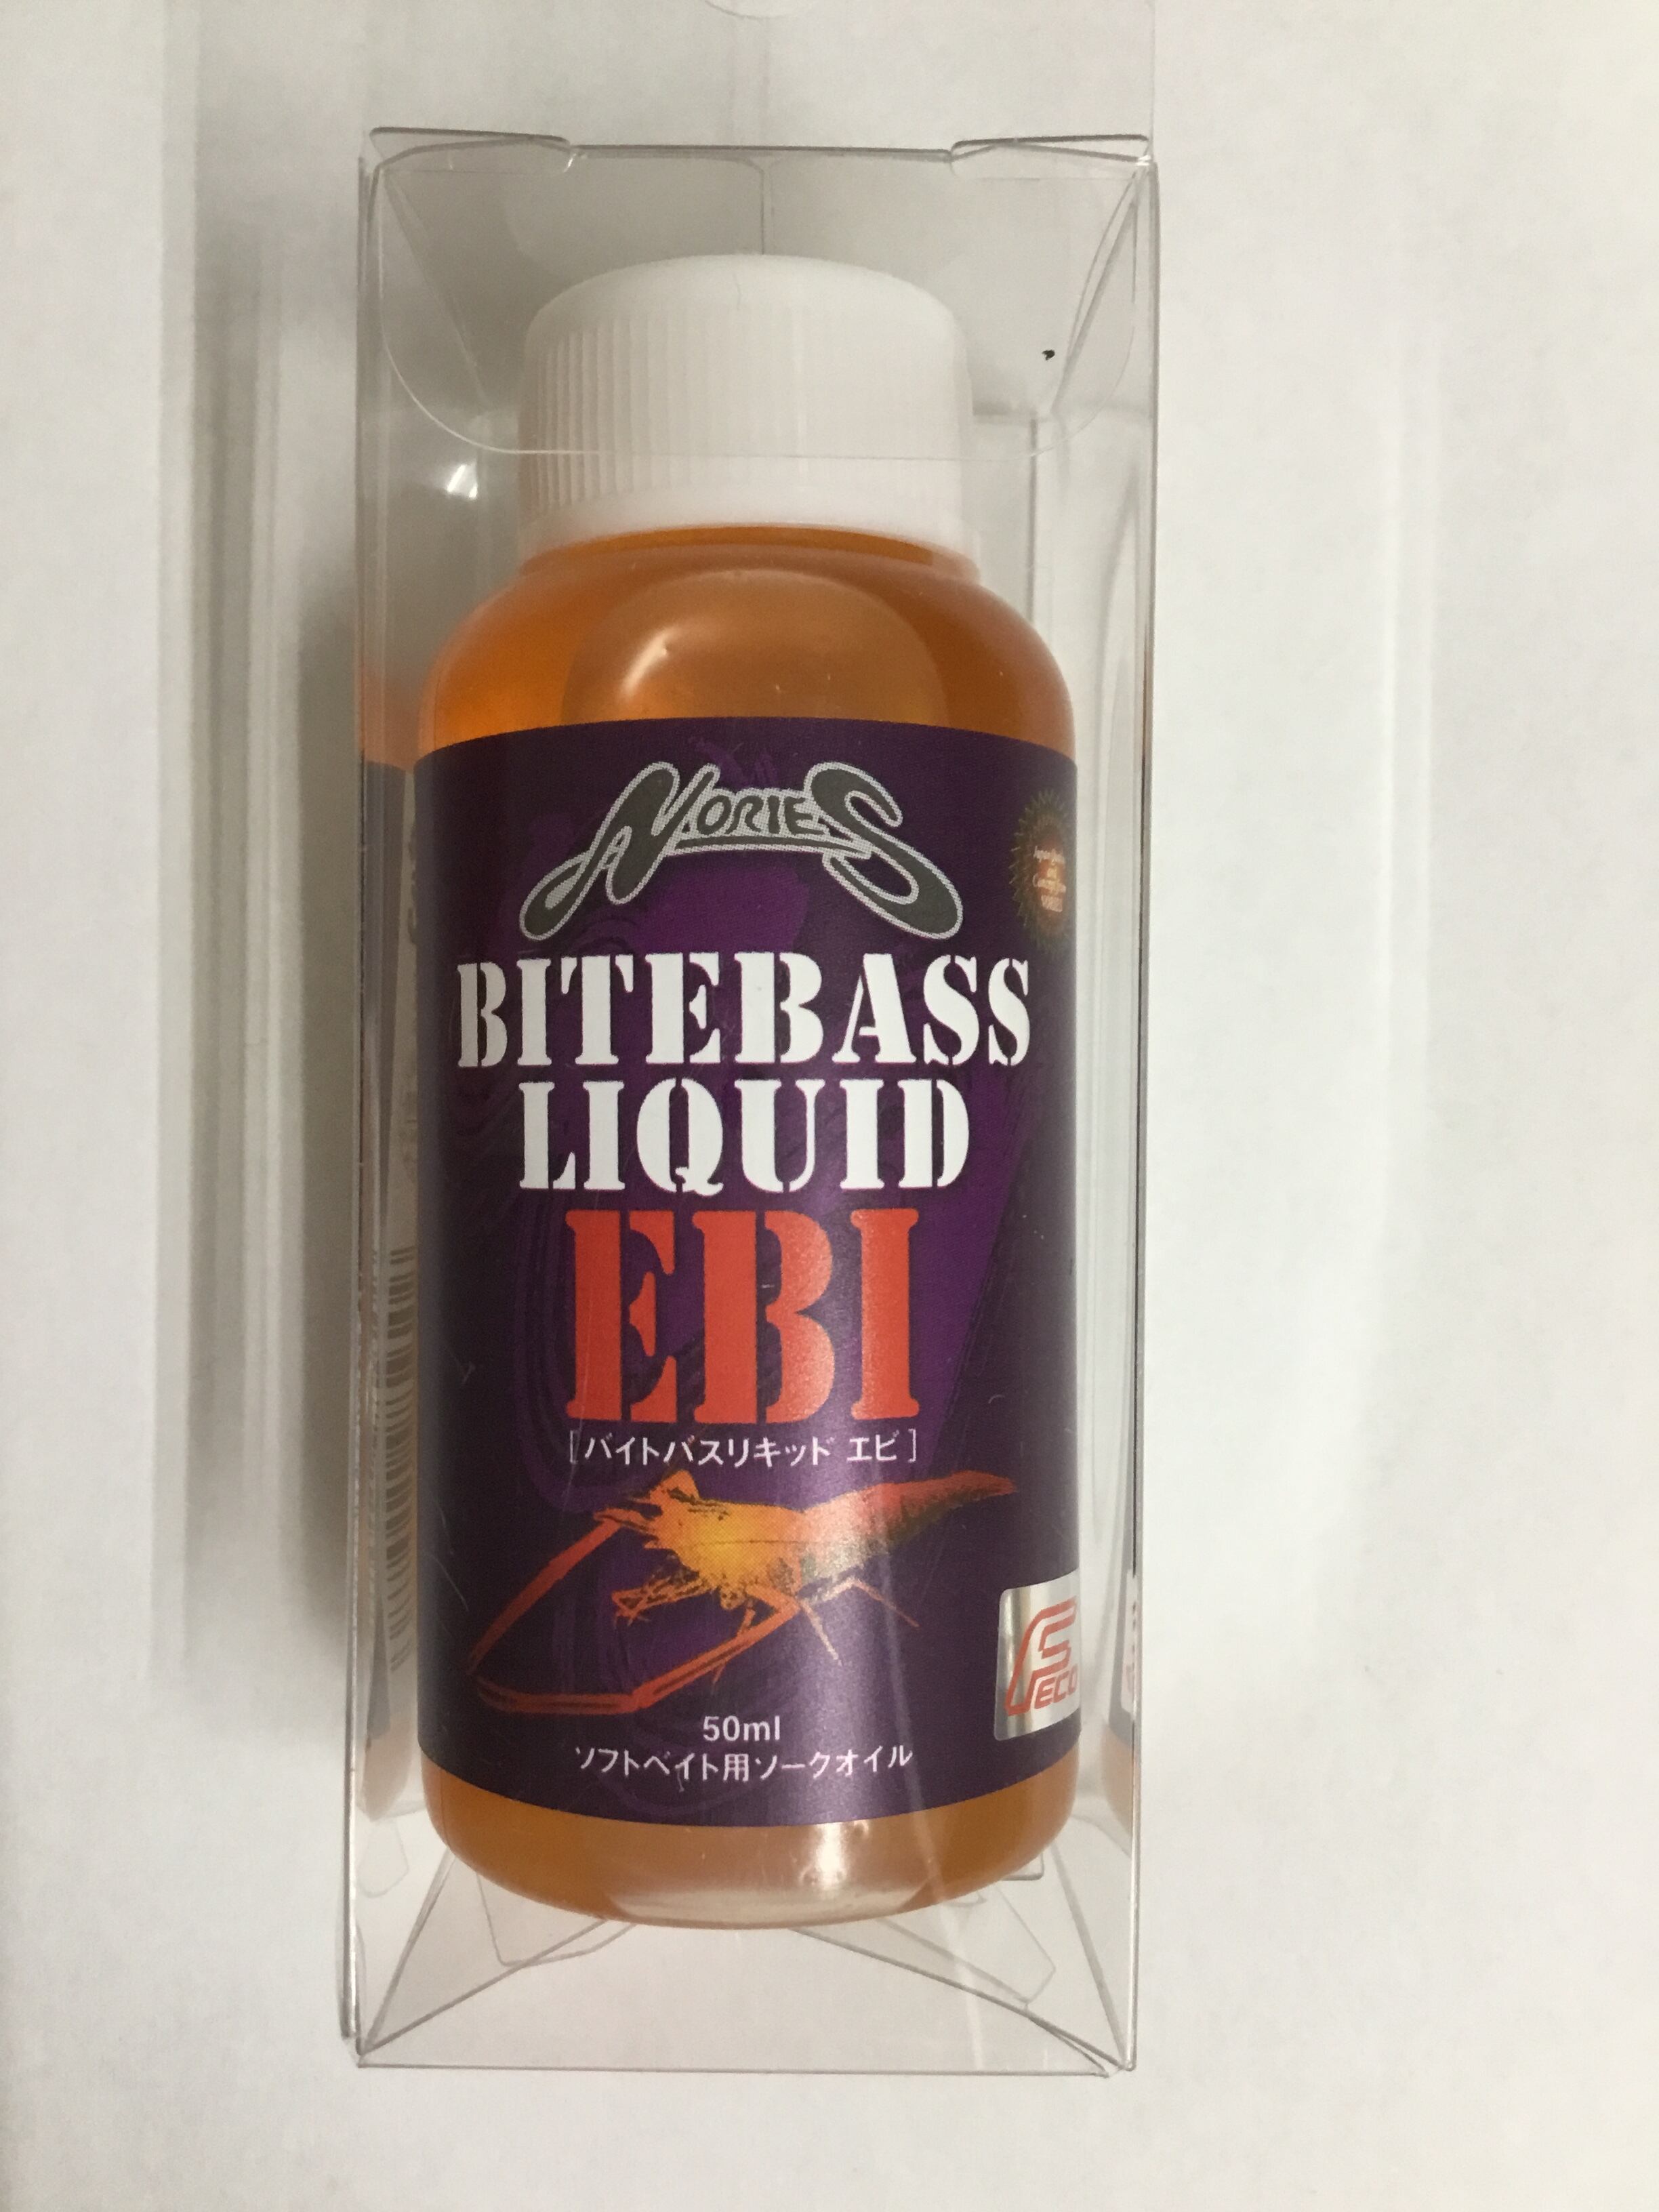 NORIES
BITEBASS
LIQUID
EBI
[バイトバスリキッド エビ]
FECO
50ml
ソフトベイト用ソークオイル